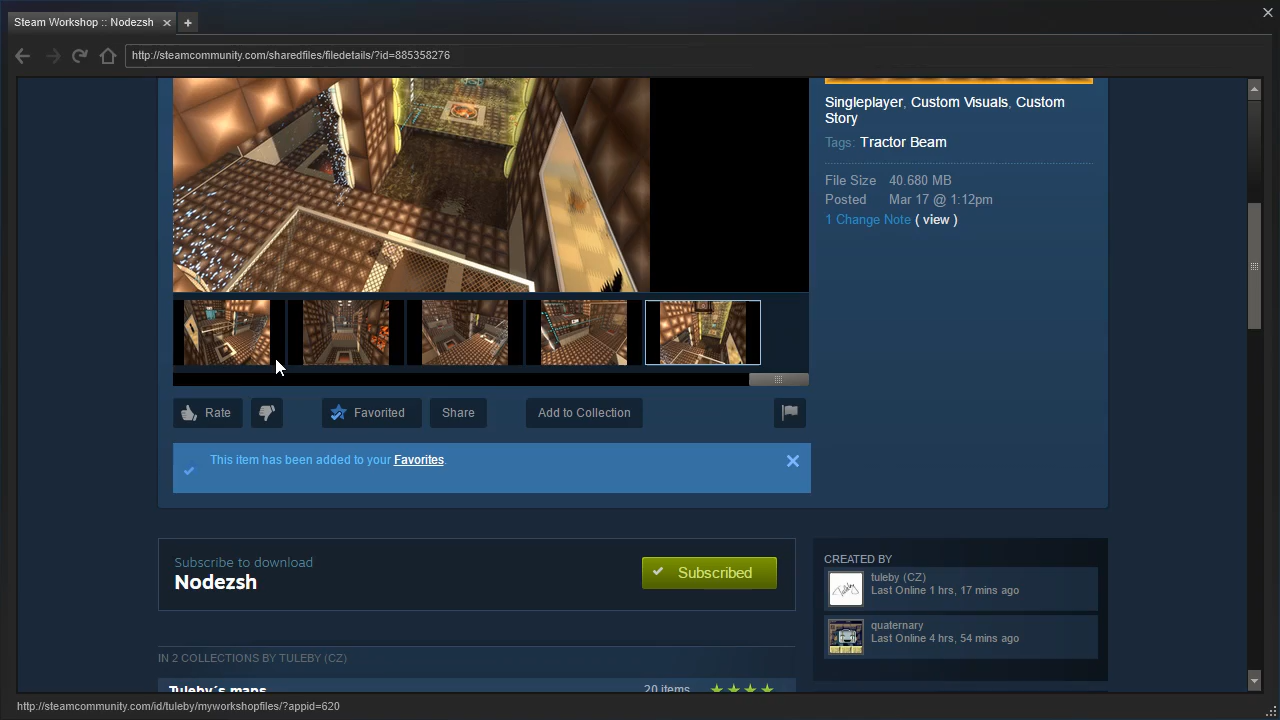 Steam Workshop :: Nodezsh
http://steamcommunity.com/sharedfiles/filedetails/?id=885358276
Singleplayer, Custom Visuals, Custom
Story
Tags: Tractor Beam
File Size 40.680 MB
Posted Mar 17 @ 1:12pm
1 Change Note ( view )
Rate Favorited Share Add to Collection
This item has been added to your Favorites.
Subscribe to download
Nodezsh
Subscribed
CREATED BY
tuleby (CZ)
Last Online 1 hrs, 17 mins ago
quaternary
Last Online 4 hrs, 54 mins ago
IN 2 COLLECTIONS BY TULEBY (CZ)
Tuleby´s maps 20 items
http://steamcommunity.com/id/tuleby/myworkshopfiles/?appid=620